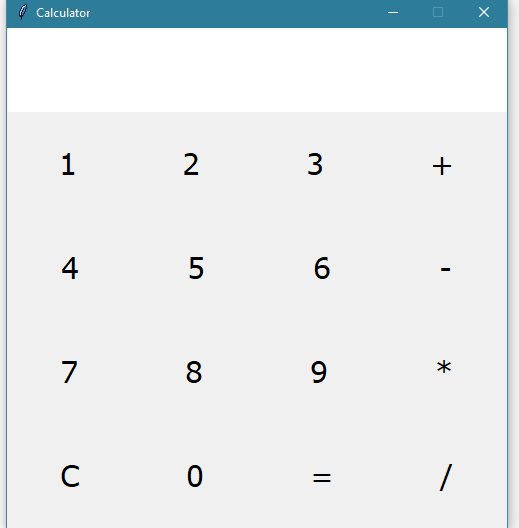 Calculator
1 2 3 +
4 5 6 -
7 8 9 *
C 0 = /